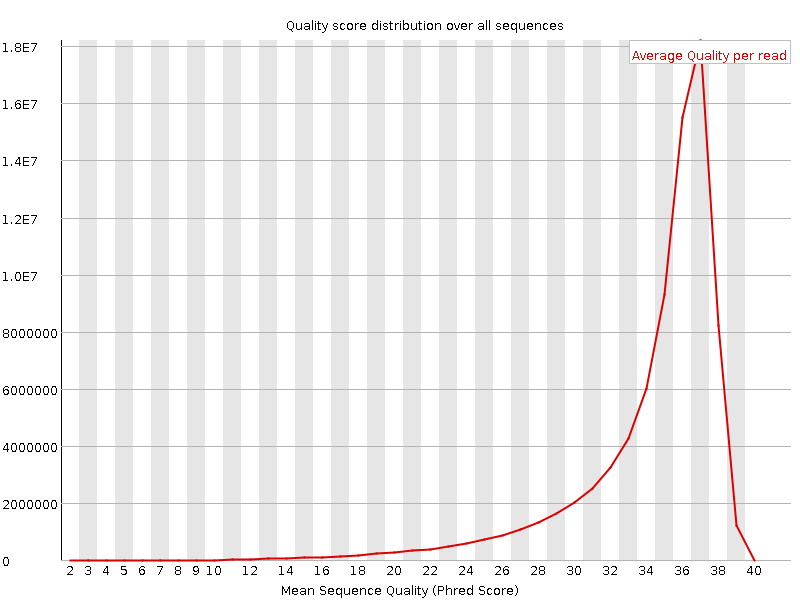 Quality score distribution over all sequences
Average Quality per read
1.8E7
1.6E7
1.4E7
1.2E7
1.0E7
8000000
6000000
4000000
2000000
0
2 3 4 5 6 7 8 9 10 12 14 16 18 20 22 24 26 28 30 32 34 36 38 40
Mean Sequence Quality (Phred Score)